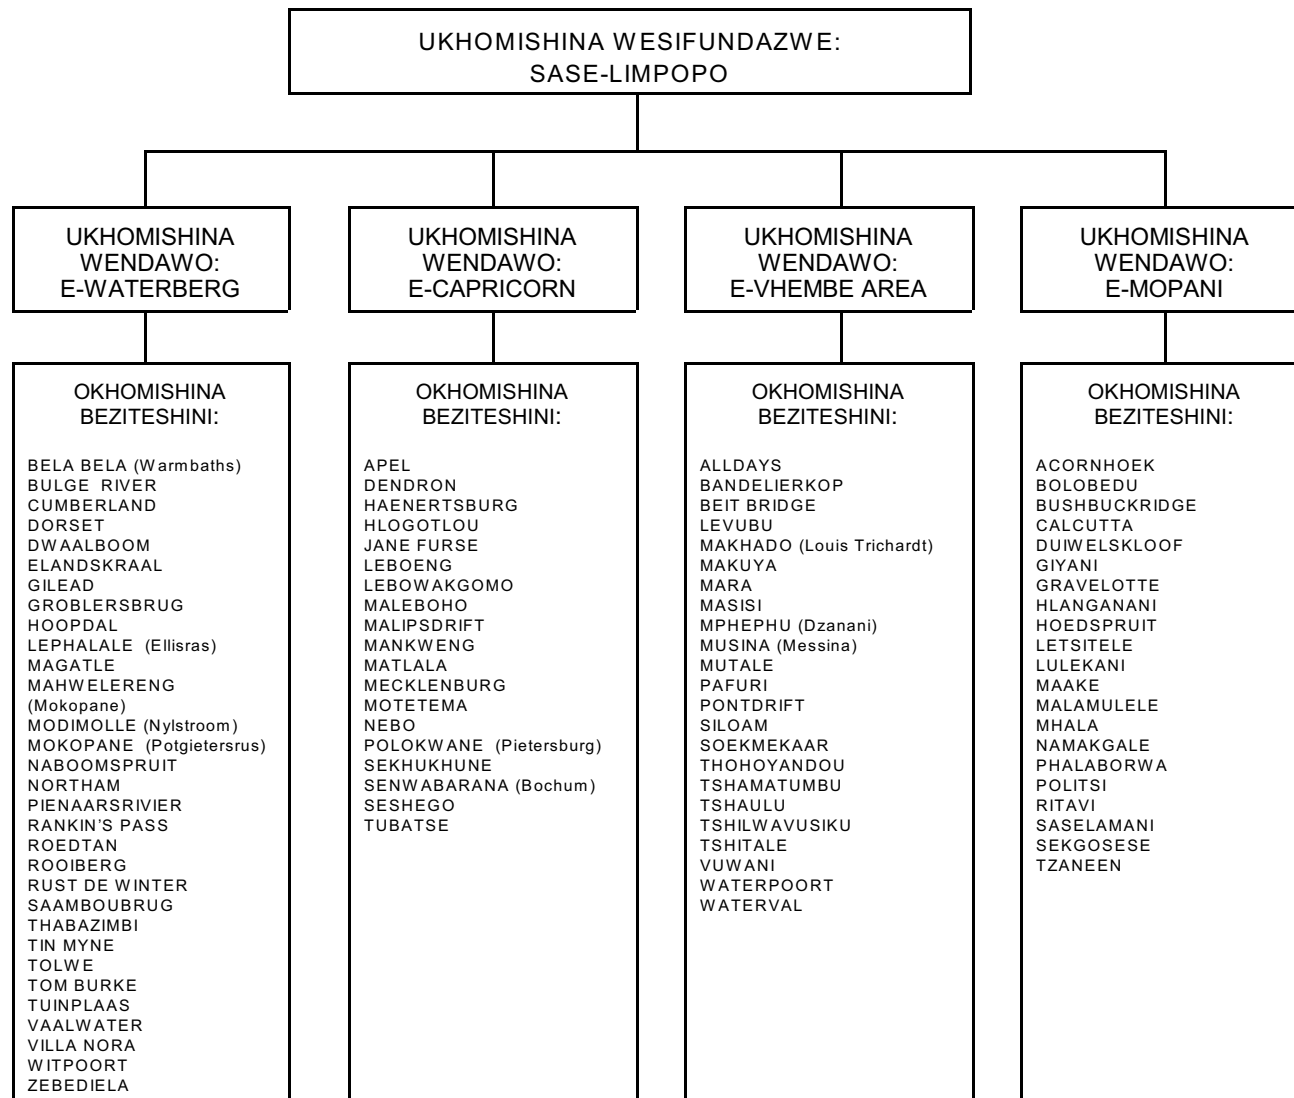 UKHOMISHINA WESIFUNDAZWE:
SASE-LIMPOPO
UKHOMISHINA
WENDAWO:
E-WATERBERG
UKHOMISHINA
WENDAWO:
E-CAPRICORN
UKHOMISHINA
WENDAWO:
E-VHEMBE AREA
UKHOMISHINA
WENDAWO:
E-MOPANI
OKHOMISHINA
BEZITESHINI:
BELA BELA (Warmbaths)
BULGE RIVER
CUMBERLAND
DORSET
DWAALBOOM
ELANDSKRAAL
GILEAD
GROBLERSBRUG
HOOPDAL
LEPHALALE (Ellisras)
MAGATLE
MAHWELERENG
(Mokopane)
MODIMOLLE (Nylstroom)
MOKOPANE (Potgietersrus)
NABOOMSPRUIT
NORTHAM
PIENAARSRIVIER
RANKIN'S PASS
ROEDTAN
ROOIBERG
RUST DE WINTER
SAAMBOUBRUG
THABAZIMBI
TIN MYNE
TOLWE
TOM BURKE
TUINPLAAS
VAALWATER
VILLA NORA
WITPOORT
ZEBEDIELA
OKHOMISHINA
BEZITESHINI:
APEL
DENDRON
HAENERTSBURG
HLOGOTLOU
JANE FURSE
LEBOENG
LEBOWAKGOMO
MALEBOHO
MALIPSDRIFT
MANKWENG
MATLALA
MECKLENBURG
MOTETEMA
NEBO
POLOKWANE (Pietersburg)
SEKHUKHUNE
SENWABARANA (Bochum)
SESHEGO
TUBATSE
OKHOMISHINA
BEZITESHINI:
ALLDAYS
BANDELIERKOP
BEIT BRIDGE
LEVUBU
MAKHADO (Louis Trichardt)
MAKUYA
MARA
MASISI
MPHEPHU (Dzanani)
MUSINA (Messina)
MUTALE
PAFURI
PONTDRIFT
SILOAM
SOEKMEKAAR
THOHOYANDOU
TSHAMATUMBU
TSHAULU
TSHILWAVUSIKU
TSHITALE
VUWANI
WATERPOORT
WATERVAL
OKHOMISHINA
BEZITESHINI:
ACORNHOEK
BOLOBEDU
BUSHBUCKRIDGE
CALCUTTA
DUIWELSKLOOF
GIYANI
GRAVELOTTE
HLANGANANI
HOEDSPRUIT
LETSITELE
LULEKANI
MAAKE
MALAMULELE
MHALA
NAMAKGALE
PHALABORWA
POLITSI
RITAVI
SASELAMANI
SEKGOSESE
TZANEEN